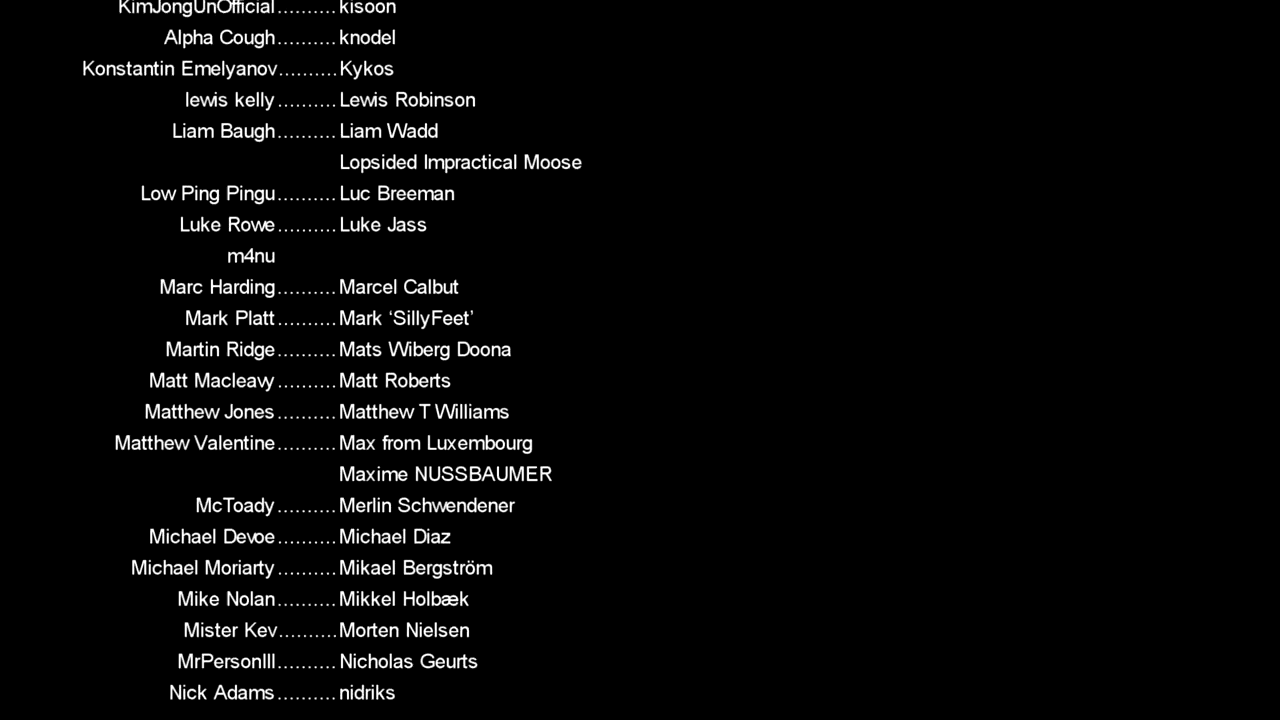 KimJongUnOfficial..........kisoon
Alpha Cough..........knodel
Konstantin Emelyanov..........Kykos
lewis kelly..........Lewis Robinson
Liam Baugh..........Liam Wadd
Lopsided Impractical Moose
Low Ping Pingu..........Luc Breeman
Luke Rowe..........Luke Jass
m4nu
Marc Harding..........Marcel Calbut
Mark Platt..........Mark ‘SillyFeet’
Martin Ridge..........Mats Wiberg Doona
Matt Macleavy..........Matt Roberts
Matthew Jones..........Matthew T Williams
Matthew Valentine..........Max from Luxembourg
Maxime NUSSBAUMER
McToady..........Merlin Schwendener
Michael Devoe..........Michael Diaz
Michael Moriarty..........Mikael Bergström
Mike Nolan..........Mikkel Holbæk
Mister Kev..........Morten Nielsen
MrPersonIII..........Nicholas Geurts
Nick Adams..........nidriks